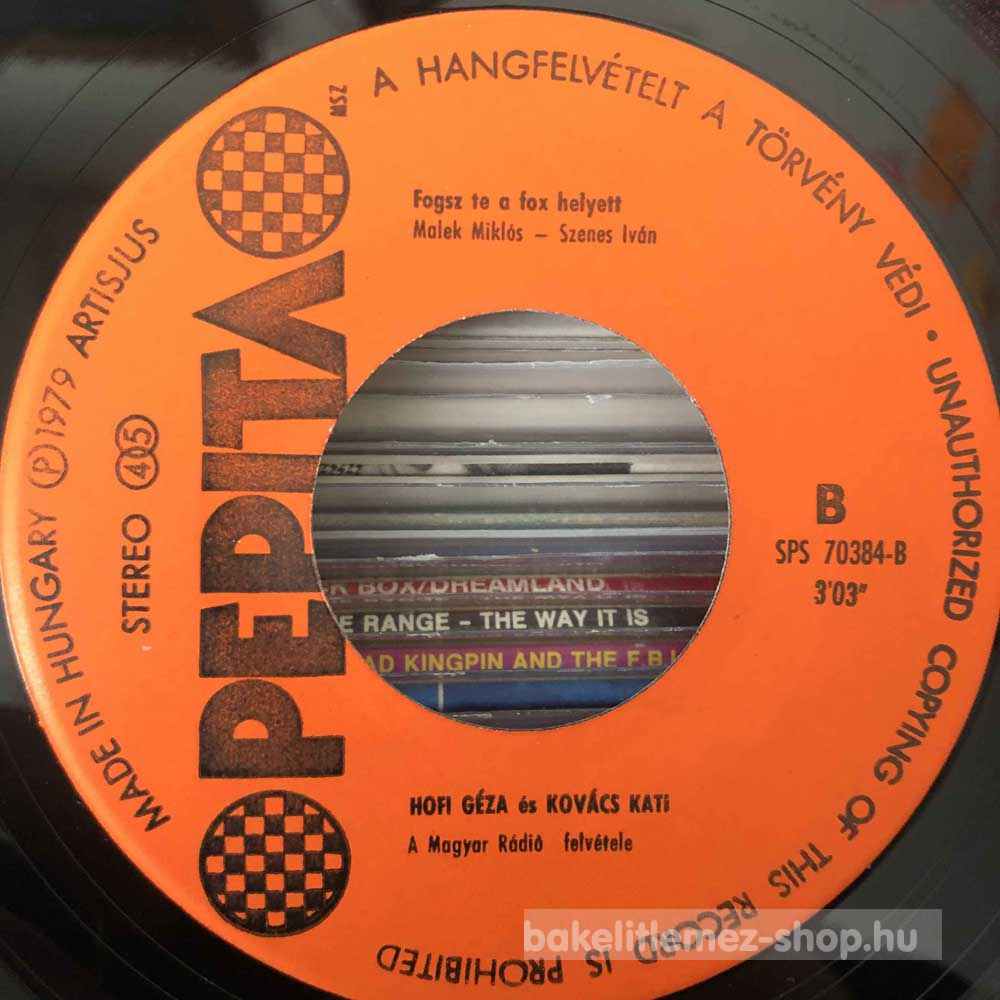 A HANGFELVÉTELT A TÖRVÉNY VÉDI • UNAUTHORIZED COPYING OF THIS RECORD IS PROHIBITED
MADE IN HUNGARY Ⓟ 1979 ARTISJUS
STEREO 405
PEPITA
MSZ
Fogsz te a fox helyett
Malek Miklós – Szenes Iván
B
SPS 70384-B
3'03"
BOX/DREAMLAND
RANGE – THE WAY IT IS
KINGPIN AND THE F.B.I
HOFI GÉZA és KOVÁCS KATI
A Magyar Rádió felvétele
bakelitlemez-shop.hu